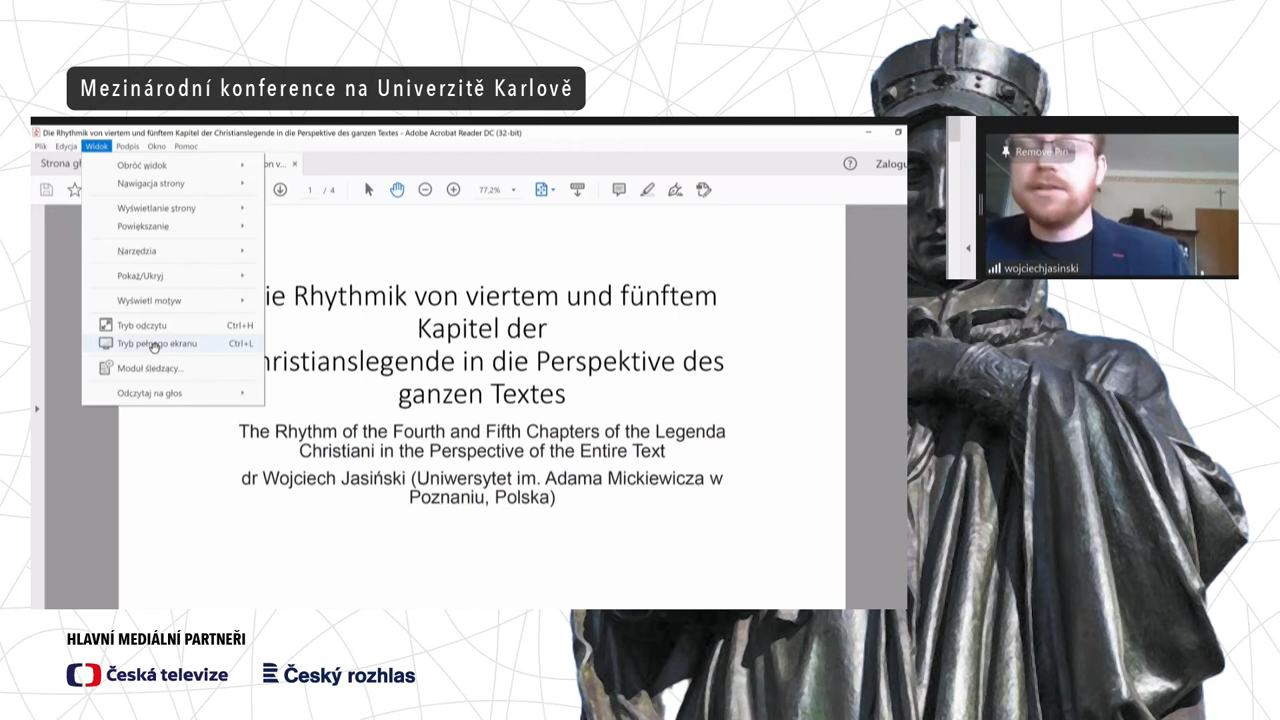 Mezinárodní konference na Univerzitě Karlově
Die Rhythmik von viertem und fünftem Kapitel der Christianslegende in die Perspektive des ganzen Textes - Adobe Acrobat Reader DC (32-bit)
Plik Edycja Widok Podpis Okno Pomoc
Strona gł
on v... ×
Zalogu
1 / 4
77,2%
Obróć widok
Nawigacja strony
Wyświetlanie strony
Powiększanie
Narzędzia
Pokaż/Ukryj
Wyświetl motyw
Tryb odczytu Ctrl+H
Tryb pełnego ekranu Ctrl+L
Moduł śledzący...
Odczytaj na głos
ie Rhythmik von viertem und fünftem
Kapitel der
hristianslegende in die Perspektive des
ganzen Textes
The Rhythm of the Fourth and Fifth Chapters of the Legenda
Christiani in the Perspective of the Entire Text
dr Wojciech Jasiński (Uniwersytet im. Adama Mickiewicza w
Poznaniu, Polska)
Remove Pin
wojciechjasinski
HLAVNÍ MEDIÁLNÍ PARTNEŘI
Česká televize
Český rozhlas